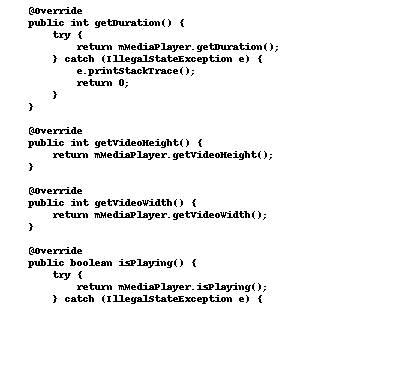 @Override
public int getDuration() {
    try {
        return mMediaPlayer.getDuration();
    } catch (IllegalStateException e) {
        e.printStackTrace();
        return 0;
    }
}

@Override
public int getVideoHeight() {
    return mMediaPlayer.getVideoHeight();
}

@Override
public int getVideoWidth() {
    return mMediaPlayer.getVideoWidth();
}

@Override
public boolean isPlaying() {
    try {
        return mMediaPlayer.isPlaying();
    } catch (IllegalStateException e) {